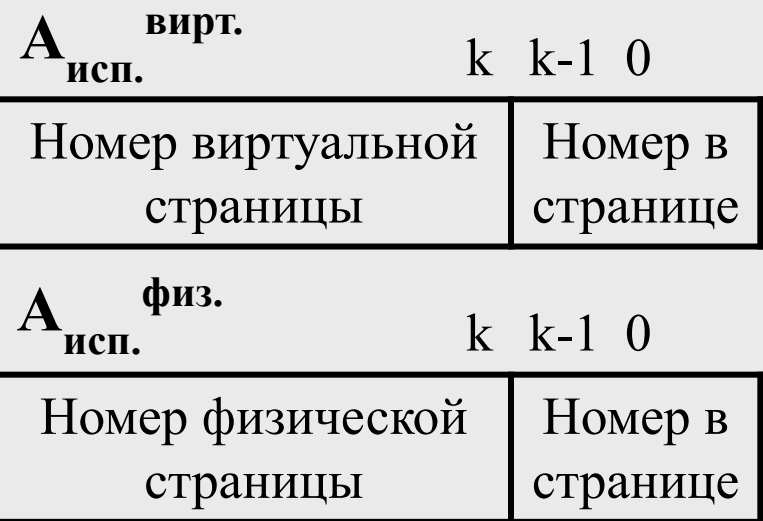 A исп. вирт. k k-1 0
Номер виртуальной Номер в
страницы странице
A исп. физ. k k-1 0
Номер физической Номер в
страницы странице